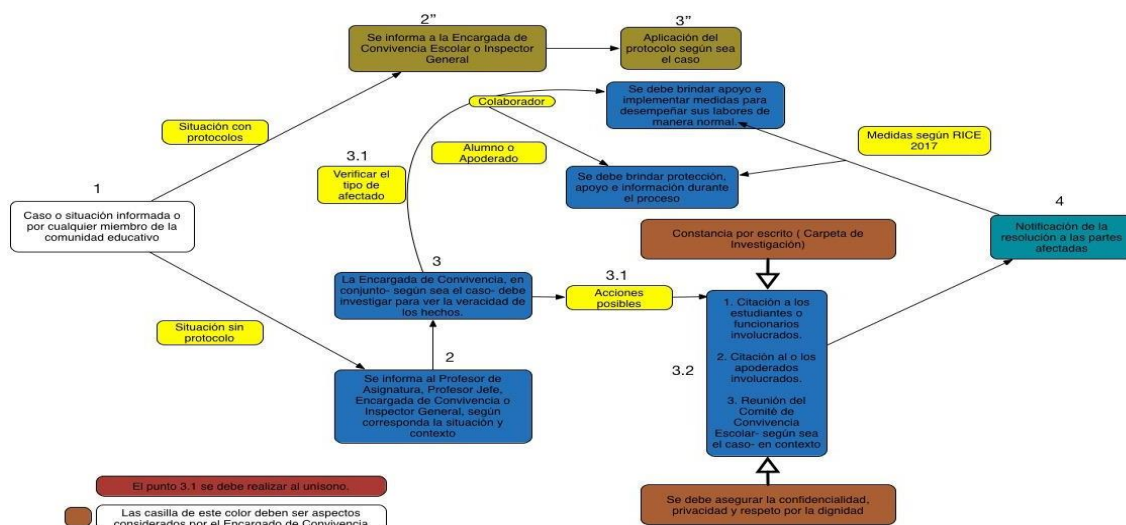 2”
Se informa a la Encargada de
Convivencia Escolar o Inspector
General
3”
Aplicación del
protocolo según sea
el caso
Colaborador
Se debe brindar apoyo e
implementar medidas para
desempeñar sus labores de
manera normal.
Situación con
protocolos
3.1
Verificar el
tipo de
afectado
Alumno o
Apoderado
Medidas según RICE
2017
Se debe brindar protección,
apoyo e información durante
el proceso
1
Caso o situación informada o
por cualquier miembro de la
comunidad educativo
4
Notificación de la
resolución a las partes
afectadas
Constancia por escrito ( Carpeta de
Investigación)
3
La Encargada de Convivencia, en
conjunto- según sea el caso- debe
investigar para ver la veracidad de
los hechos.
3.1
Acciones
posibles
Situación sin
protocolo
2
Se informa al Profesor de
Asignatura, Profesor Jefe,
Encargada de Convivencia o
Inspector General, según
corresponda la situación y
contexto
3.2
1. Citación a los
estudiantes o
funcionarios
involucrados.
2. Citación al o los
apoderados
involucrados.
3. Reunión del
Comité de
Convivencia
Escolar- según sea
el caso- en contexto
El punto 3.1 se debe realizar al unísono.
Se debe asegurar la confidencialidad,
privacidad y respeto por la dignidad
Las casilla de este color deben ser aspectos
considerados por el Encargado de Convivencia